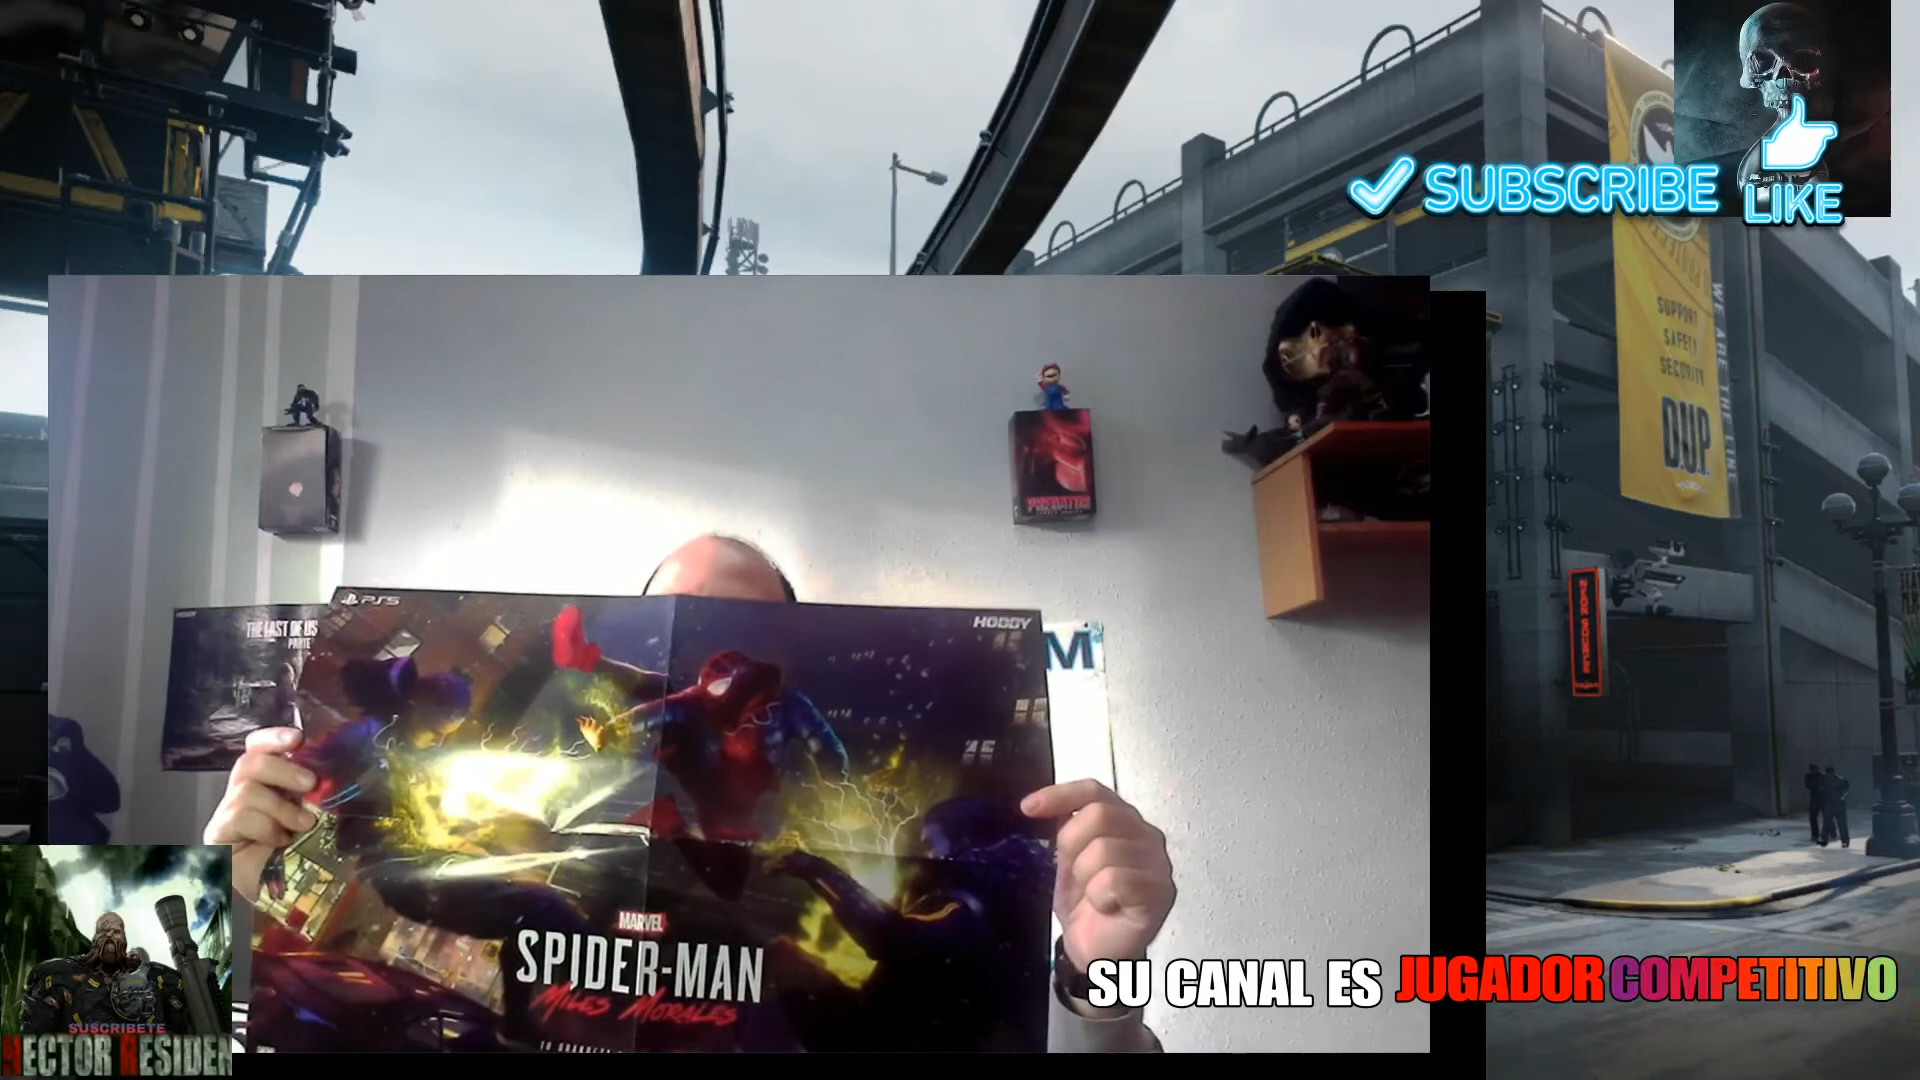 SUBSCRIBE
LIKE
SUPPORT
SAFETY
SECURITY
D.U.P.
WE ARE THE LINE
PREDATOR
PS5
HOBBY
THE LAST OF US
PARTE
M
MARVEL
SPIDER-MAN
MILES MORALES
SU CANAL ES JUGADOR COMPETITIVO
SUSCRIBETE
HECTOR RESIDEN